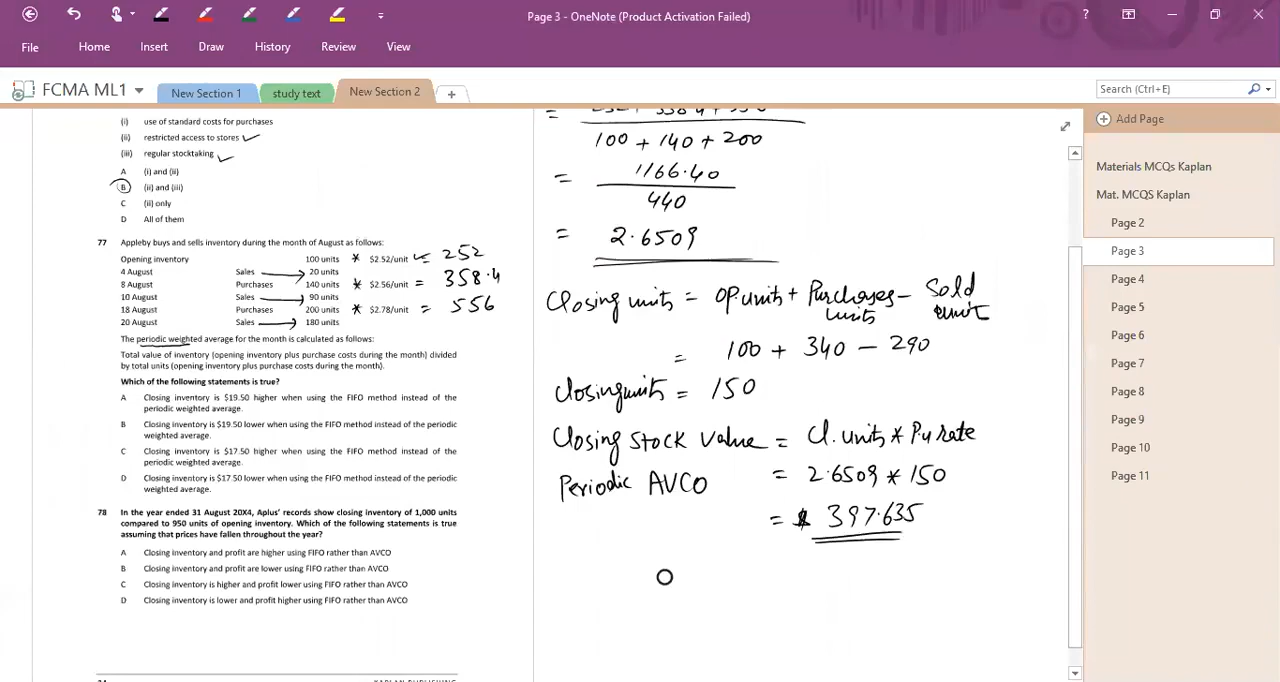 Page 3 - OneNote (Product Activation Failed)
File Home Insert Draw History Review View
FCMA ML1 New Section 1 study text New Section 2 +
Search (Ctrl+E)
Add Page
Materials MCQs Kaplan
Mat. MCQS Kaplan
Page 2
Page 3
Page 4
Page 5
Page 6
Page 7
Page 8
Page 9
Page 10
Page 11
(i) use of standard costs for purchases
(ii) restricted access to stores
(iii) regular stocktaking
A (i) and (ii)
B (ii) and (iii)
C (ii) only
D All of them
77 Appleby buys and sells inventory during the month of August as follows:
Opening inventory 100 units * $2.52/unit = 252
4 August Sales 20 units
8 August Purchases 140 units * $2.56/unit = 358.4
10 August Sales 90 units
18 August Purchases 200 units * $2.78/unit = 556
20 August Sales 180 units
The periodic weighted average for the month is calculated as follows:
Total value of inventory (opening inventory plus purchase costs during the month) divided
by total units (opening inventory plus purchase costs during the month).
Which of the following statements is true?
A Closing inventory is $19.50 higher when using the FIFO method instead of the
periodic weighted average.
B Closing inventory is $19.50 lower when using the FIFO method instead of the periodic
weighted average.
C Closing inventory is $17.50 higher when using the FIFO method instead of the
periodic weighted average.
D Closing inventory is $17.50 lower when using the FIFO method instead of the periodic
weighted average.
78 In the year ended 31 August 20X4, Aplus' records show closing inventory of 1,000 units
compared to 950 units of opening inventory. Which of the following statements is true
assuming that prices have fallen throughout the year?
A Closing inventory and profit are higher using FIFO rather than AVCO
B Closing inventory and profit are lower using FIFO rather than AVCO
C Closing inventory is higher and profit lower using FIFO rather than AVCO
D Closing inventory is lower and profit higher using FIFO rather than AVCO
=
100 + 140 + 200
= 1166.40
440
= 2.6509
Closing units = OP.units + Purchases - Sold
units unit
= 100 + 340 - 290
Closing units = 150
Closing Stock Value = Cl. units * P.u rate
Periodic AVCO = 2.6509 * 150
= $ 397.635